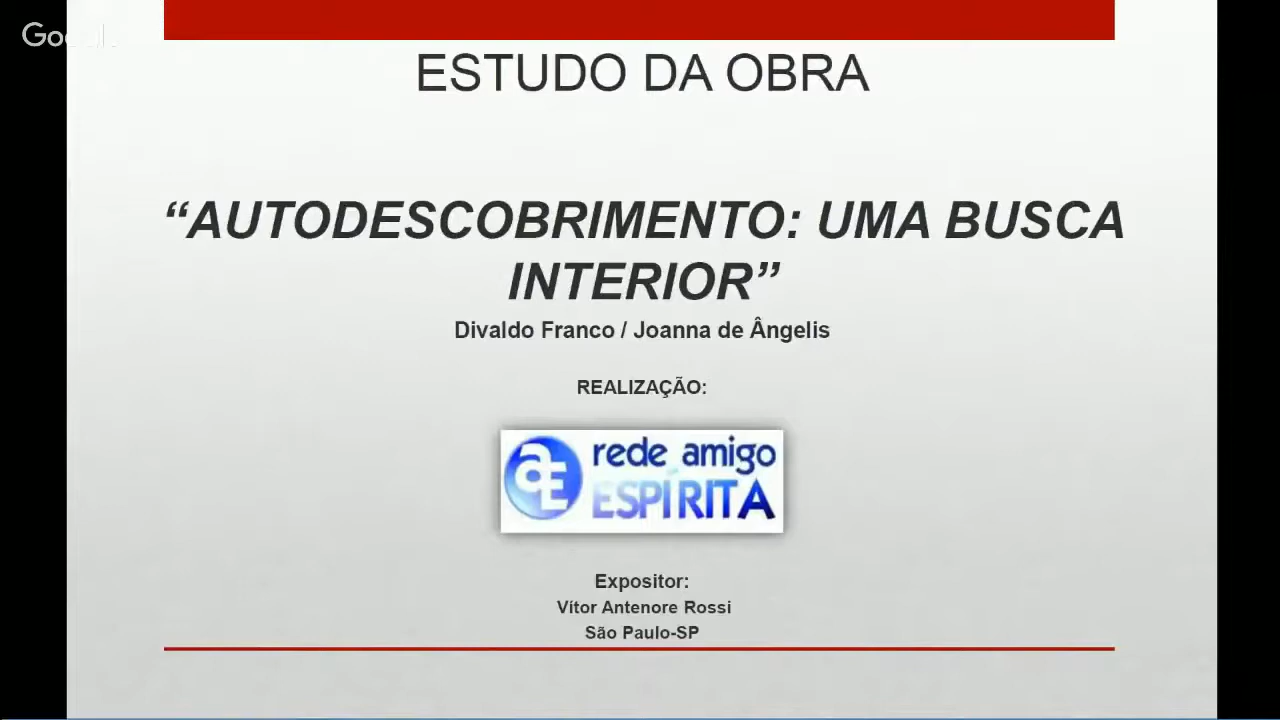 ESTUDO DA OBRA
“AUTODESCOBRIMENTO: UMA BUSCA
INTERIOR”
Divaldo Franco / Joanna de Ângelis
REALIZAÇÃO:
aE rede amigo
ESPÍRITA
Expositor:
Vítor Antenore Rossi
São Paulo-SP